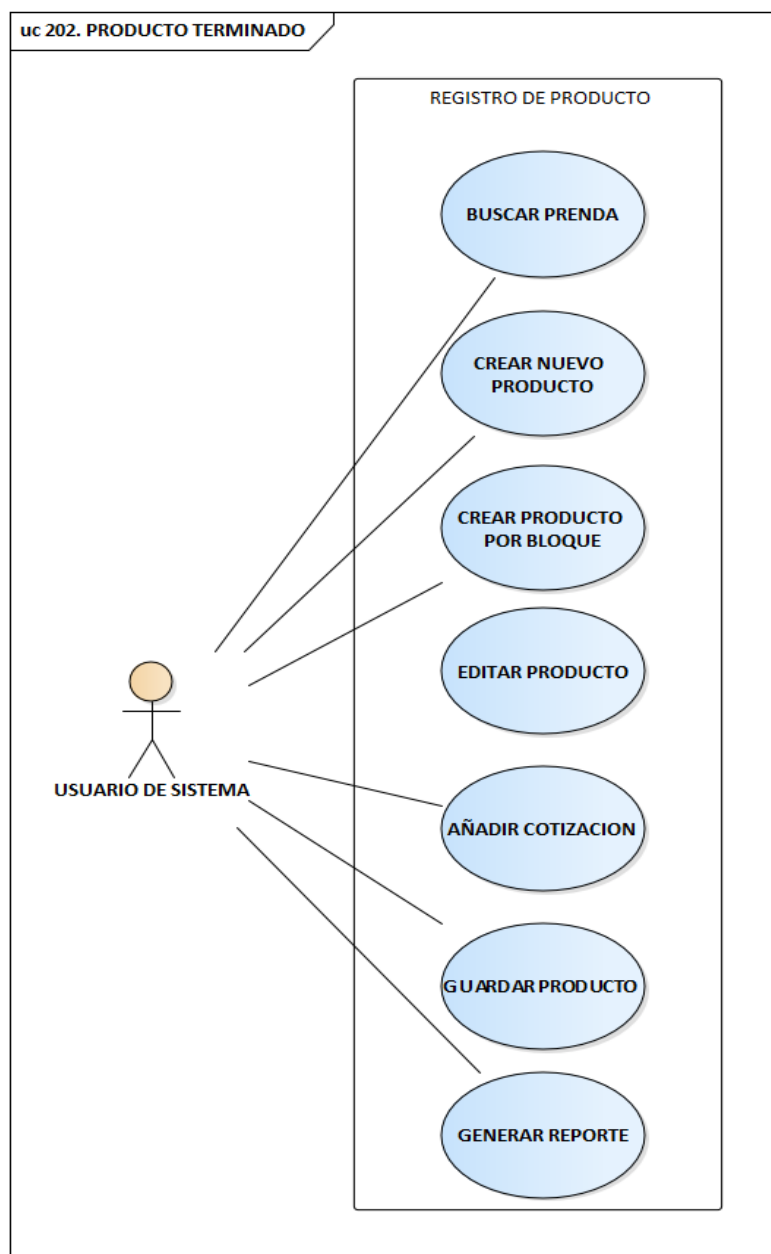 uc 202. PRODUCTO TERMINADO
REGISTRO DE PRODUCTO
BUSCAR PRENDA
CREAR NUEVO
PRODUCTO
CREAR PRODUCTO
POR BLOQUE
EDITAR PRODUCTO
USUARIO DE SISTEMA
AÑADIR COTIZACION
GUARDAR PRODUCTO
GENERAR REPORTE